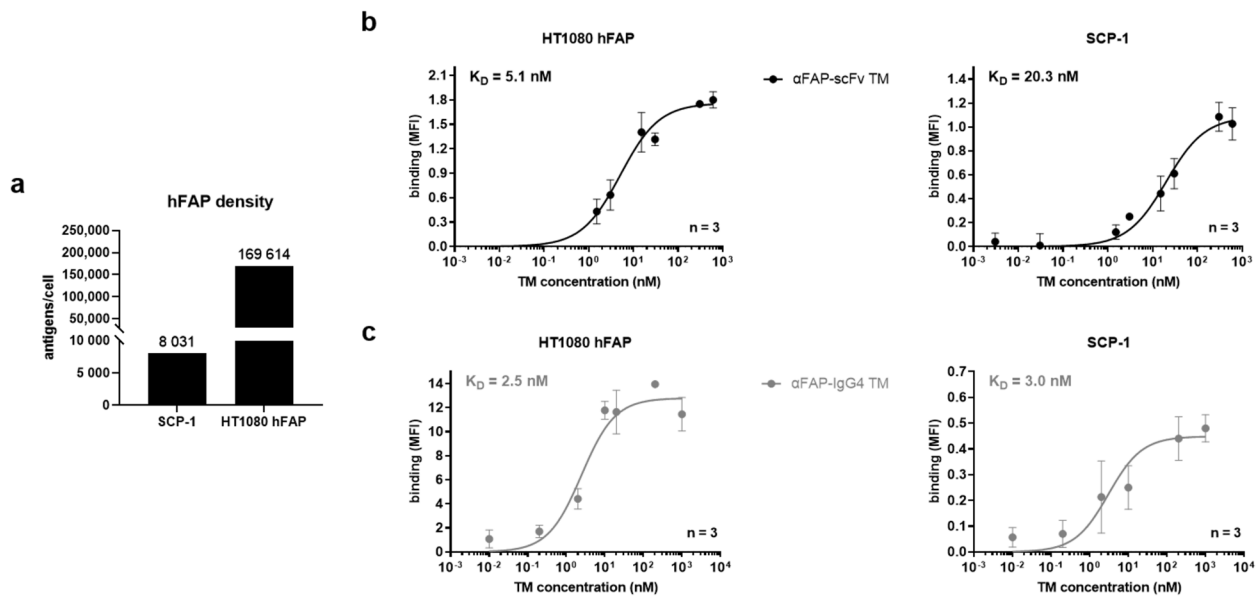 a
hFAP density
antigens/cell
250,000
200,000
150,000
100,000
50,000
10 000
5 000
0
8 031
169 614
SCP-1
HT1080 hFAP
b
HT1080 hFAP
K_D = 5.1 nM
binding (MFI)
2.1
1.8
1.5
1.2
0.9
0.6
0.3
0.0
n = 3
10^-3 10^-2 10^-1 10^0 10^1 10^2 10^3
TM concentration (nM)
αFAP-scFv TM
SCP-1
K_D = 20.3 nM
binding (MFI)
1.4
1.2
1.0
0.8
0.6
0.4
0.2
0.0
n = 3
10^-3 10^-2 10^-1 10^0 10^1 10^2 10^3
TM concentration (nM)
c
HT1080 hFAP
K_D = 2.5 nM
binding (MFI)
14
12
10
8
6
4
2
0
n = 3
10^-3 10^-2 10^-1 10^0 10^1 10^2 10^3 10^4
TM concentration (nM)
αFAP-IgG4 TM
SCP-1
K_D = 3.0 nM
binding (MFI)
0.7
0.6
0.5
0.4
0.3
0.2
0.1
0.0
n = 3
10^-3 10^-2 10^-1 10^0 10^1 10^2 10^3 10^4
TM concentration (nM)